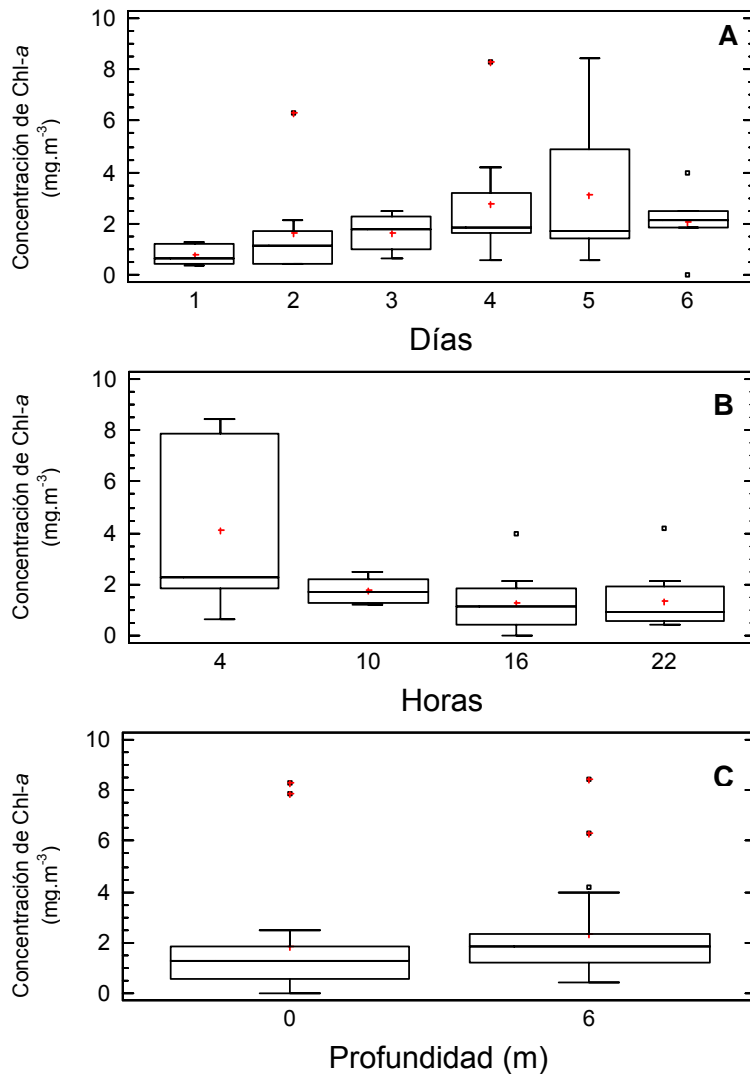 A
Concentración de Chl-a
(mg.m-3)
10
8
6
4
2
0
1 2 3 4 5 6
Días
B
Concentración de Chl-a
(mg.m-3)
10
8
6
4
2
0
4 10 16 22
Horas
C
Concentración de Chl-a
(mg.m-3)
10
8
6
4
2
0
0 6
Profundidad (m)